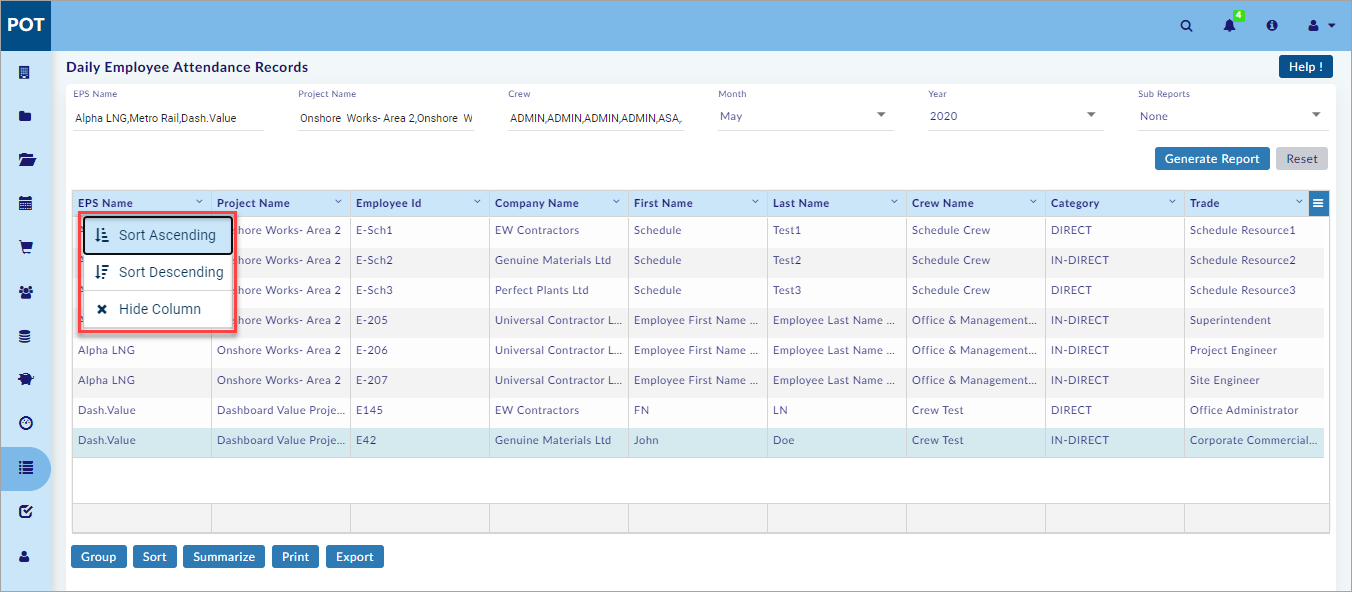 POT
4
Daily Employee Attendance Records
Help !
EPS Name Project Name Crew Month Year Sub Reports
Alpha LNG,Metro Rail,Dash.Value Onshore Works- Area 2,Onshore W ADMIN,ADMIN,ADMIN,ADMIN,ASA, May 2020 None
Generate Report Reset
EPS Name Project Name Employee Id Company Name First Name Last Name Crew Name Category Trade
Sort Ascending
Sort Descending
Hide Column
hore Works- Area 2 E-Sch1 EW Contractors Schedule Test1 Schedule Crew DIRECT Schedule Resource1
hore Works- Area 2 E-Sch2 Genuine Materials Ltd Schedule Test2 Schedule Crew IN-DIRECT Schedule Resource2
hore Works- Area 2 E-Sch3 Perfect Plants Ltd Schedule Test3 Schedule Crew DIRECT Schedule Resource3
hore Works- Area 2 E-205 Universal Contractor L... Employee First Name ... Employee Last Name ... Office & Management... IN-DIRECT Superintendent
Alpha LNG Onshore Works- Area 2 E-206 Universal Contractor L... Employee First Name ... Employee Last Name ... Office & Management... IN-DIRECT Project Engineer
Alpha LNG Onshore Works- Area 2 E-207 Universal Contractor L... Employee First Name ... Employee Last Name ... Office & Management... IN-DIRECT Site Engineer
Dash.Value Dashboard Value Proje... E145 EW Contractors FN LN Crew Test DIRECT Office Administrator
Dash.Value Dashboard Value Proje... E42 Genuine Materials Ltd John Doe Crew Test IN-DIRECT Corporate Commercial...
Group Sort Summarize Print Export